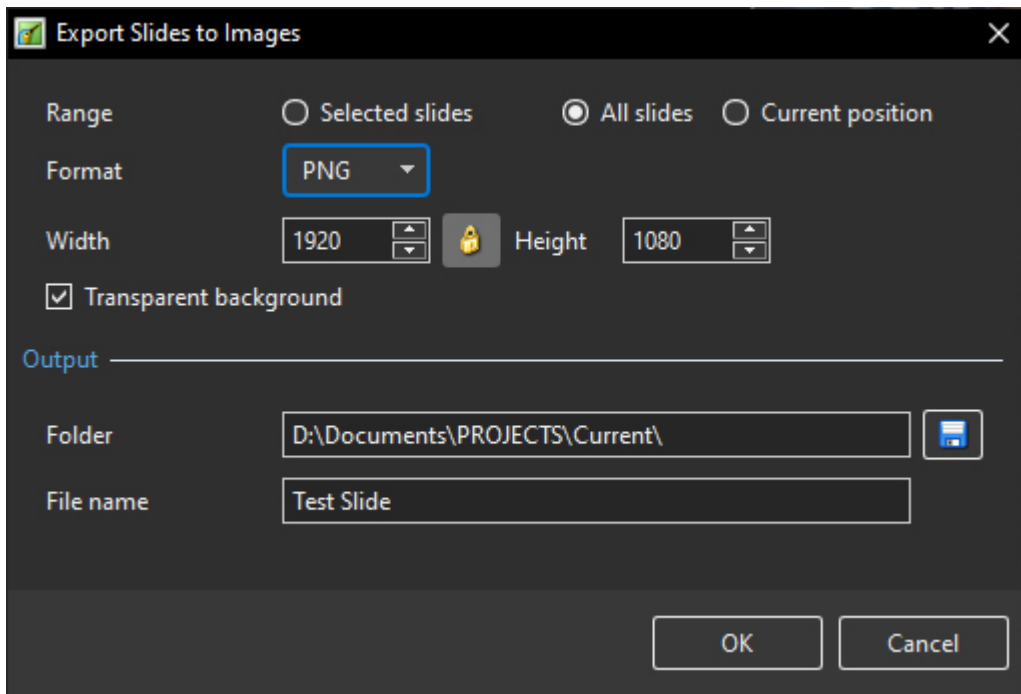 Export Slides to Images
Range Selected slides All slides Current position
Format PNG
Width 1920 Height 1080
Transparent background
Output
Folder D:\Documents\PROJECTS\Current\
File name Test Slide
OK Cancel